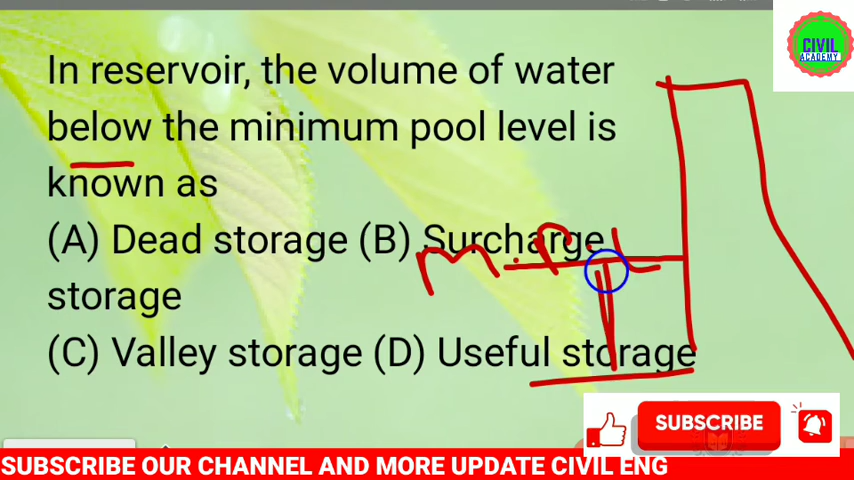 CIVIL
ACADEMY
In reservoir, the volume of water
below the minimum pool level is
known as
(A) Dead storage (B) Surcharge
storage
(C) Valley storage (D) Useful storage
m.p.L
SUBSCRIBE
SUBSCRIBE OUR CHANNEL AND MORE UPDATE CIVIL ENG